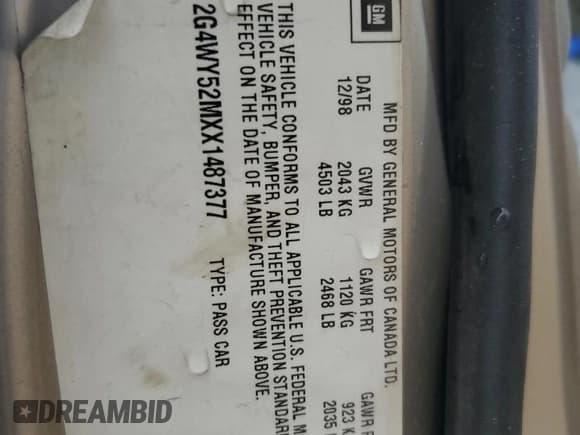 GM
MFD BY GENERAL MOTORS OF CANADA LTD.
DATE GVWR GAWR FRT GAWR
12/98 2043 KG 1120 KG 923
4503 LB 2468 LB 2035
THIS VEHICLE CONFORMS TO ALL APPLICABLE U.S. FEDERAL
VEHICLE SAFETY, BUMPER, AND THEFT PREVENTION
EFFECT ON THE DATE OF MANUFACTURE SHOWN ABOVE.
2G4WY52MXX1487377 TYPE: PASS CAR
DREAMBID